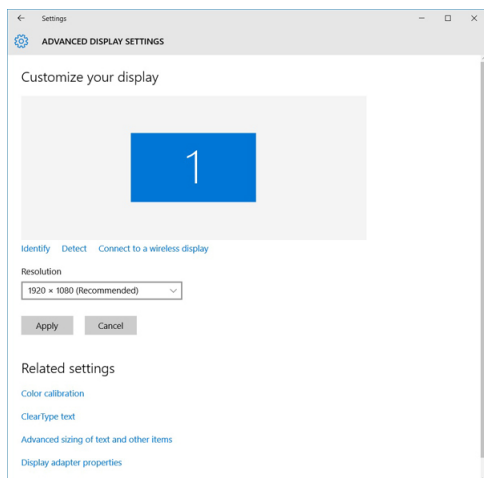 Settings
ADVANCED DISPLAY SETTINGS
Customize your display
1
Identify Detect Connect to a wireless display
Resolution
1920 × 1080 (Recommended)
Apply Cancel
Related settings
Color calibration
ClearType text
Advanced sizing of text and other items
Display adapter properties